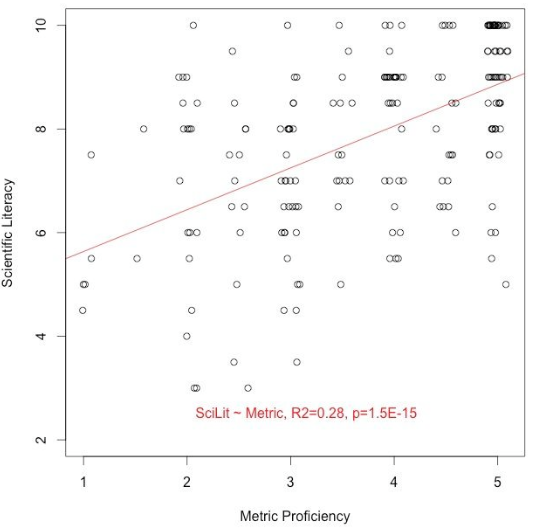 10
8
6
4
2
Scientific Literacy
SciLit ~ Metric, R2=0.28, p=1.5E-15
1 2 3 4 5
Metric Proficiency